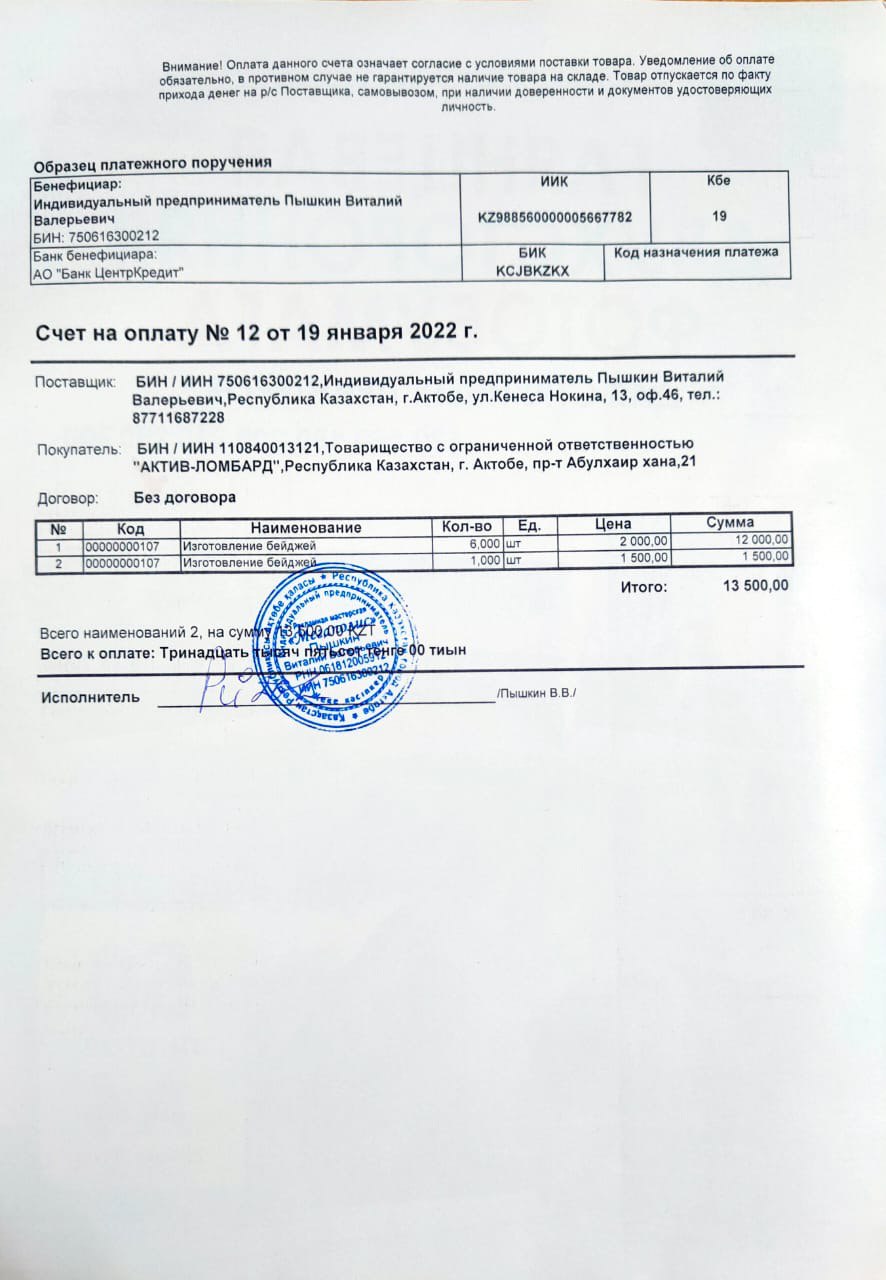 Внимание! Оплата данного счета означает согласие с условиями поставки товара. Уведомление об оплате
обязательно, в противном случае не гарантируется наличие товара на складе. Товар отпускается по факту
прихода денег на р/с Поставщика, самовывозом, при наличии доверенности и документов удостоверяющих
личность.
Образец платежного поручения
Бенефициар: ИИК Кбе
Индивидуальный предприниматель Пышкин Виталий
Валерьевич KZ988560000005667782 19
БИН: 750616300212
Банк бенефициара: БИК Код назначения платежа
АО "Банк ЦентрКредит" KCJBKZKX
Счет на оплату № 12 от 19 января 2022 г.
Поставщик: БИН / ИИН 750616300212,Индивидуальный предприниматель Пышкин Виталий
Валерьевич,Республика Казахстан, г.Актобе, ул.Кенеса Нокина, 13, оф.46, тел.:
87711687228
Покупатель: БИН / ИИН 110840013121,Товарищество с ограниченной ответственностью
"АКТИВ-ЛОМБАРД",Республика Казахстан, г. Актобе, пр-т Абулхаир хана,21
Договор: Без договора
№ Код Наименование Кол-во Ед. Цена Сумма
1 00000000107 Изготовление бейджей 6,000 шт 2 000,00 12 000,00
2 00000000107 Изготовление бейджей 1,000 шт 1 500,00 1 500,00
Итого: 13 500,00
Всего наименований 2, на сумму 13 500,00 KZT
Всего к оплате: Тринадцать тысяч пятьсот тенге 00 тиын
Исполнитель /Пышкин В.В./
Республика Казахстан
Индивидуальный предприниматель
Рекламная мастерская
Пышкин
Виталий Валерьевич
РНН 061812005912
ИИН 750616300212